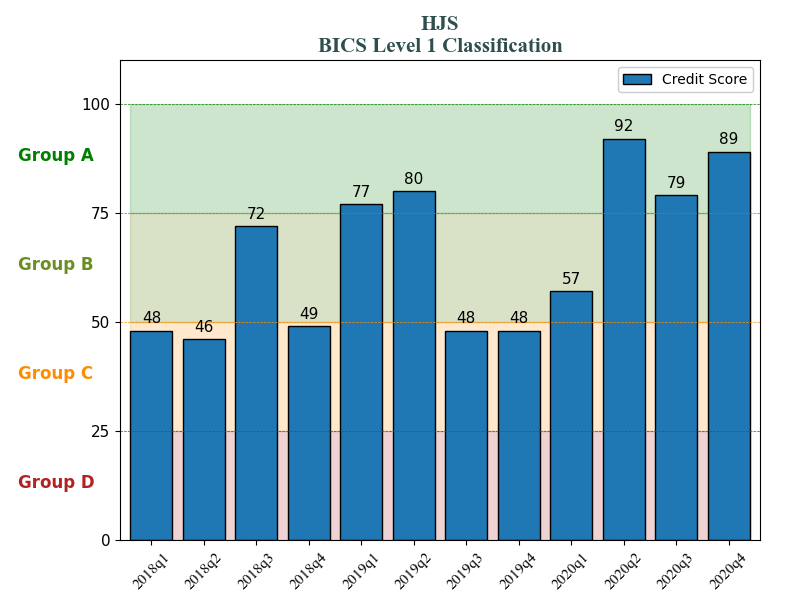 HJS
BICS Level 1 Classification
Credit Score
100
75
50
25
0
Group A
Group B
Group C
Group D
48
46
72
49
77
80
48
48
57
92
79
89
2018q1
2018q2
2018q3
2018q4
2019q1
2019q2
2019q3
2019q4
2020q1
2020q2
2020q3
2020q4